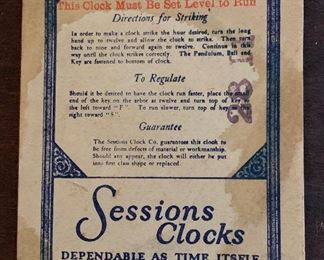 This Clock Must Be Set Level to Run
Directions for Striking
In order to make a clock strike the hour desired, turn the long
hand up to twelve and allow the clock to strike. Then turn
back to nine and forward again to twelve. Continue in this
way until the clock strikes correctly. The Pendulum, Ball and
Key are fastened to bottom of clock.
To Regulate
Should it be desired to have the clock run faster, place the small
end of the key on the arbor at twelve and turn top of key to
the left toward "F". To run slower, turn top of key to
right toward "S".
Guarantee
The Sessions Clock Co. guarantees this clock to
be free from defects of material or workmanship.
Should any appear, the clock will either be put
into first class shape or replaced.
Sessions
Clocks
DEPENDABLE AS TIME ITSELF